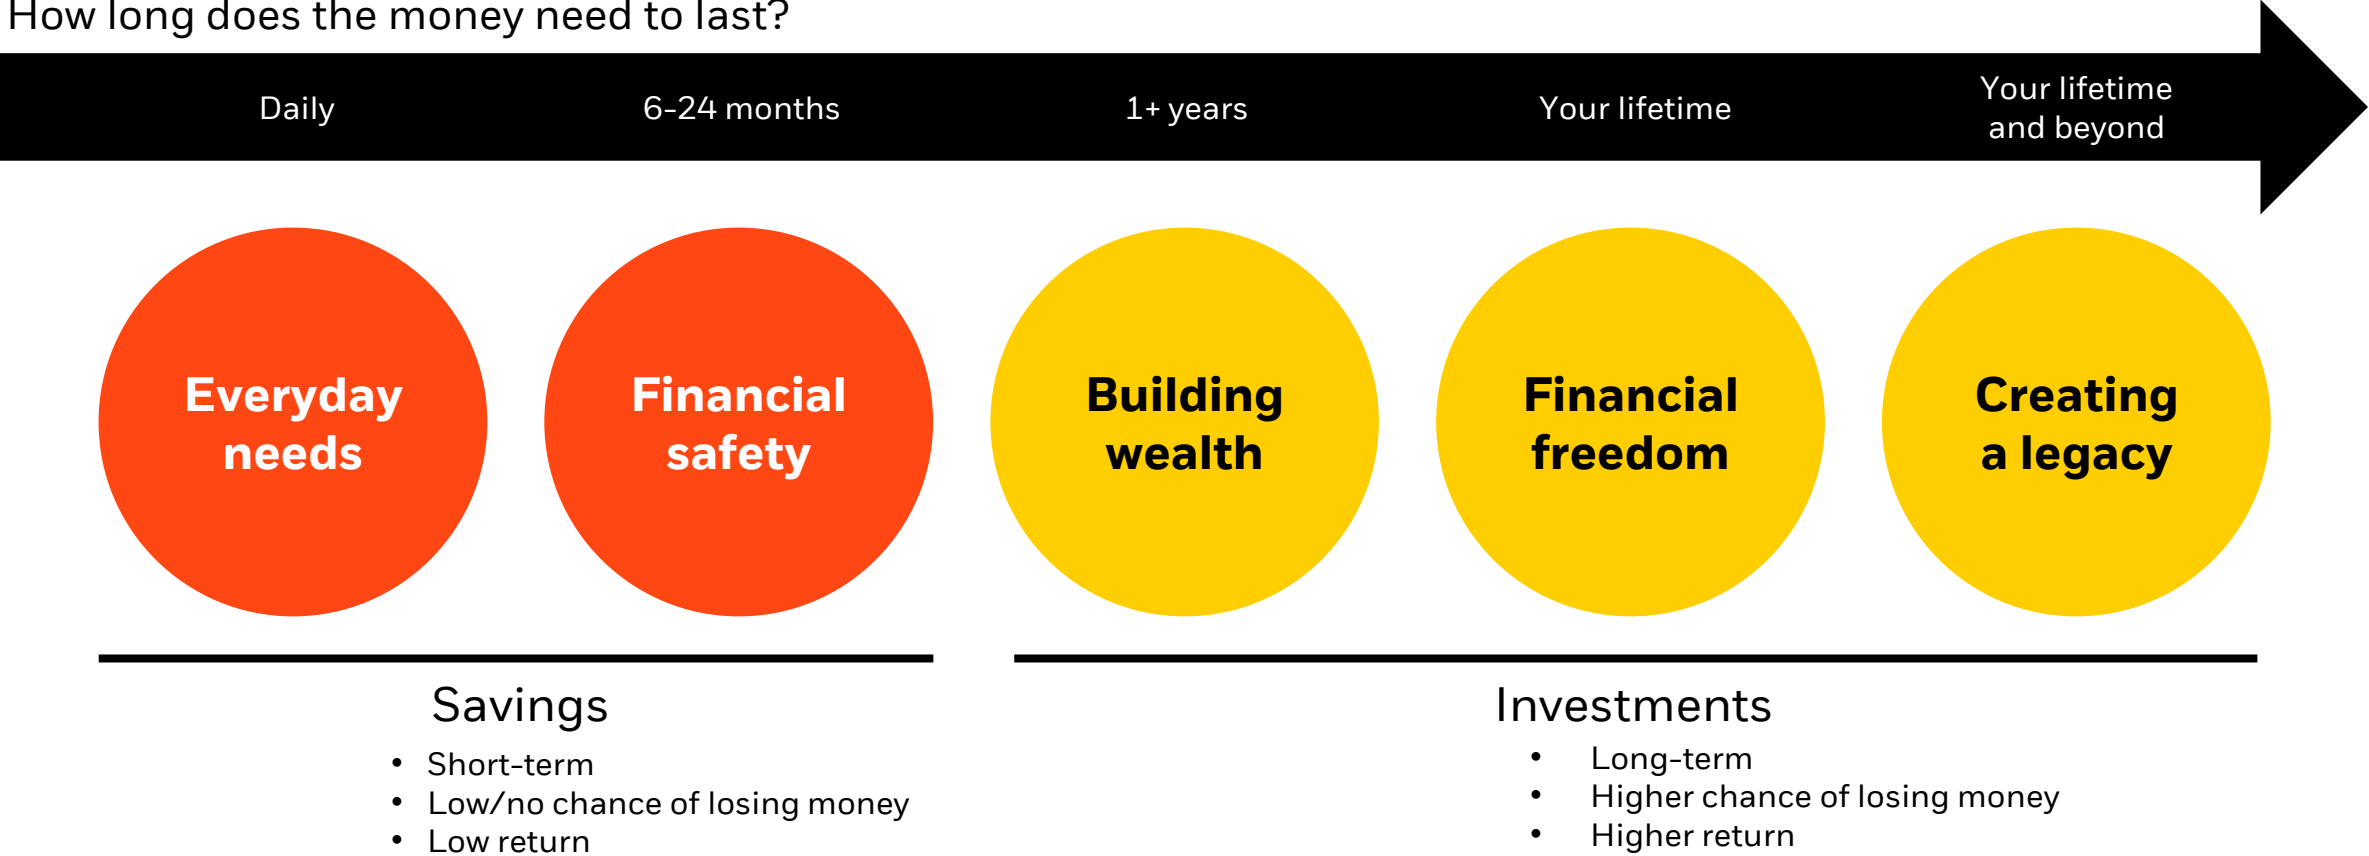 How long does the money need to last?
Daily
6-24 months
1+ years
Your lifetime
Your lifetime
and beyond
Everyday
needs
Financial
safety
Building
wealth
Financial
freedom
Creating
a legacy
Savings
• Short-term
• Low/no chance of losing money
• Low return
Investments
• Long-term
• Higher chance of losing money
• Higher return